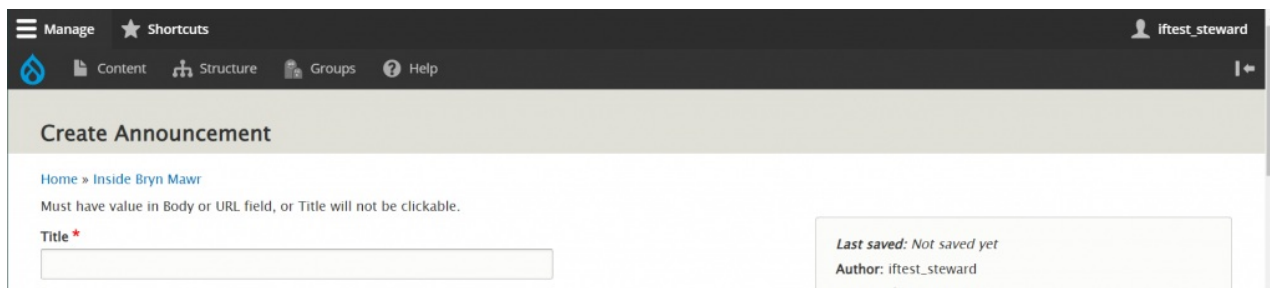 Manage Shortcuts iftest_steward
Content Structure Groups Help
Create Announcement
Home » Inside Bryn Mawr
Must have value in Body or URL field, or Title will not be clickable.
Title *
Last saved: Not saved yet
Author: iftest_steward